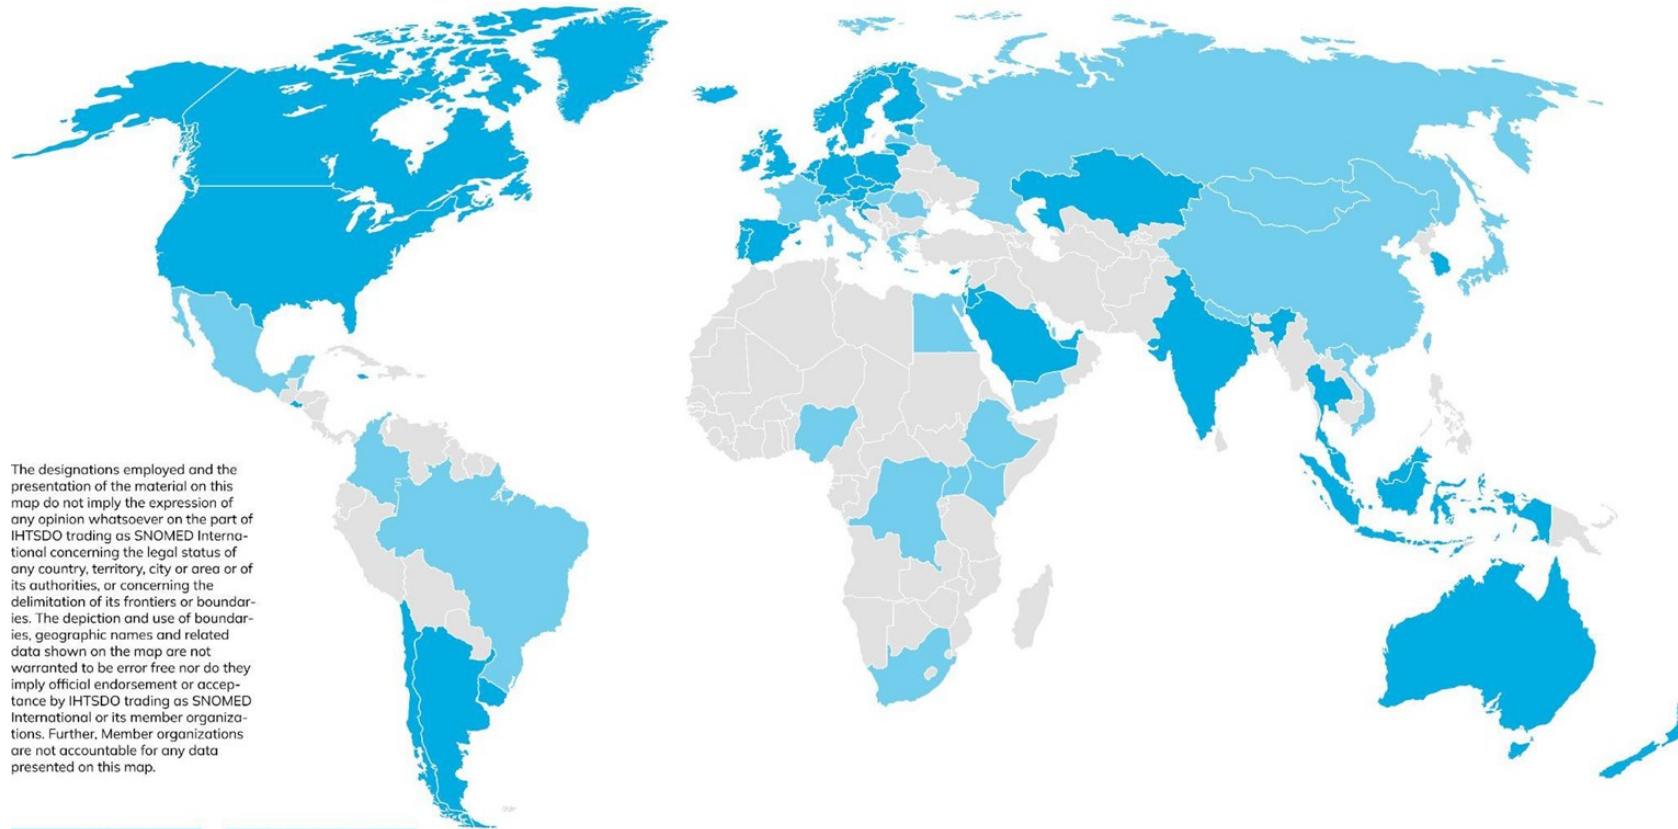 The designations employed and the
presentation of the material on this
map do not imply the expression of
any opinion whatsoever on the part of
IHTSDO trading as SNOMED Interna-
tional concerning the legal status of
any country, territory, city or area or of
its authorities, or concerning the
delimitation of its frontiers or boundar-
ies. The depiction and use of boundar-
ies, geographic names and related
data shown on the map are not
warranted to be error free nor do they
imply official endorsement or accep-
tance by IHTSDO trading as SNOMED
International or its member organiza-
tions. Further, Member organizations
are not accountable for any data
presented on this map.